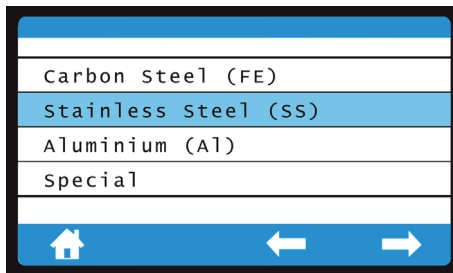 Carbon Steel (FE)
Stainless Steel (SS)
Aluminium (Al)
Special